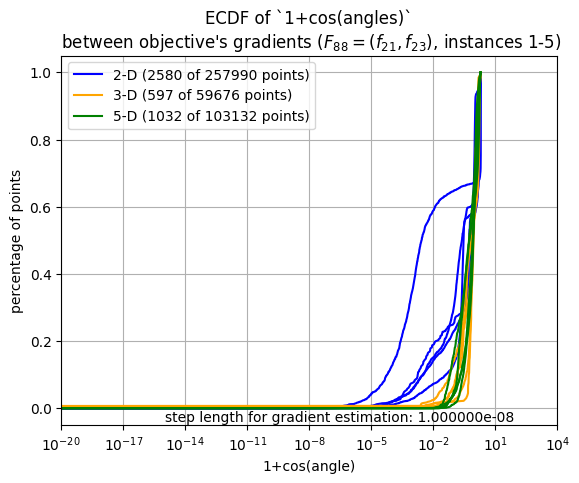 ECDF of `1+cos(angles)`
between objective's gradients (F₈₈ = (f₂₁, f₂₃), instances 1-5)
2-D (2580 of 257990 points)
3-D (597 of 59676 points)
5-D (1032 of 103132 points)
percentage of points
1.0
0.8
0.6
0.4
0.2
0.0
step length for gradient estimation: 1.000000e-08
10⁻²⁰ 10⁻¹⁷ 10⁻¹⁴ 10⁻¹¹ 10⁻⁸ 10⁻⁵ 10⁻² 10¹ 10⁴
1+cos(angle)